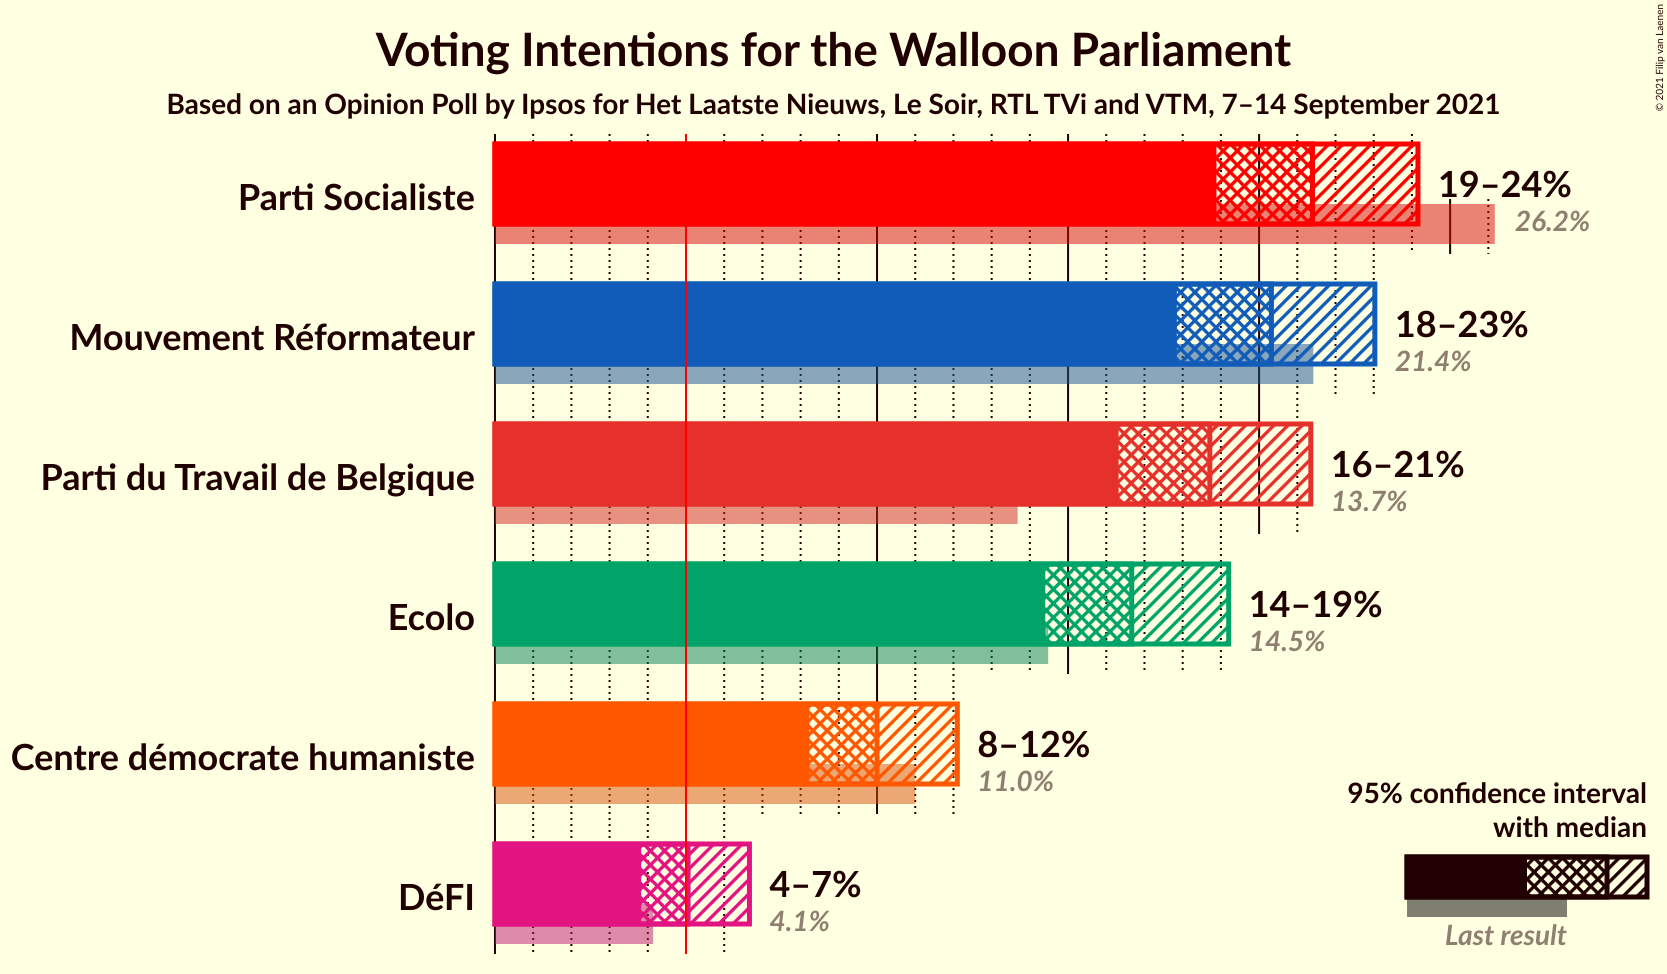 Voting Intentions for the Walloon Parliament
Based on an Opinion Poll by Ipsos for Het Laatste Nieuws, Le Soir, RTL TVi and VTM, 7–14 September 2021
© 2021 Filip van Laenen
Parti Socialiste
19–24%
26.2%
Mouvement Réformateur
18–23%
21.4%
Parti du Travail de Belgique
16–21%
13.7%
Ecolo
14–19%
14.5%
Centre démocrate humaniste
8–12%
11.0%
DéFI
4–7%
4.1%
95% confidence interval
with median
Last result